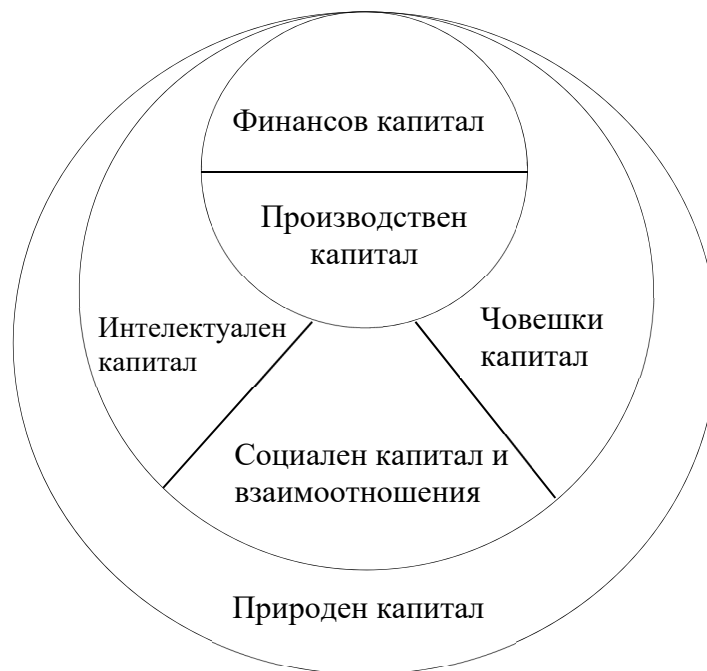 Финансов капитал
Производствен
капитал
Интелектуален
капитал
Човешки
капитал
Социален капитал и
взаимоотношения
Природен капитал